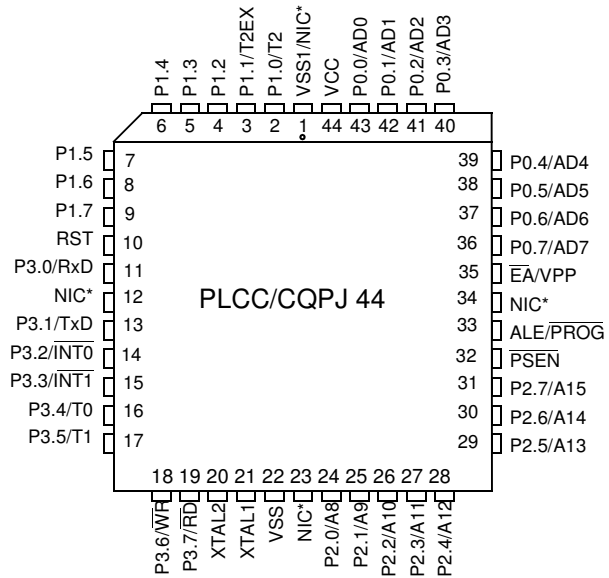 P1.4
P1.3
P1.2
P1.1/T2EX
P1.0/T2
VSS1/NIC*
VCC
P0.0/AD0
P0.1/AD1
P0.2/AD2
P0.3/AD3
6 5 4 3 2 1 44 43 42 41 40
P1.5 7
P1.6 8
P1.7 9
RST 10
P3.0/RxD 11
NIC* 12
P3.1/TxD 13
P3.2/INT0 14
P3.3/INT1 15
P3.4/T0 16
P3.5/T1 17
PLCC/CQPJ 44
39 P0.4/AD4
38 P0.5/AD5
37 P0.6/AD6
36 P0.7/AD7
35 EA/VPP
34 NIC*
33 ALE/PROG
32 PSEN
31 P2.7/A15
30 P2.6/A14
29 P2.5/A13
18 19 20 21 22 23 24 25 26 27 28
P3.6/WR
P3.7/RD
XTAL2
XTAL1
VSS
NIC*
P2.0/A8
P2.1/A9
P2.2/A10
P2.3/A11
P2.4/A12